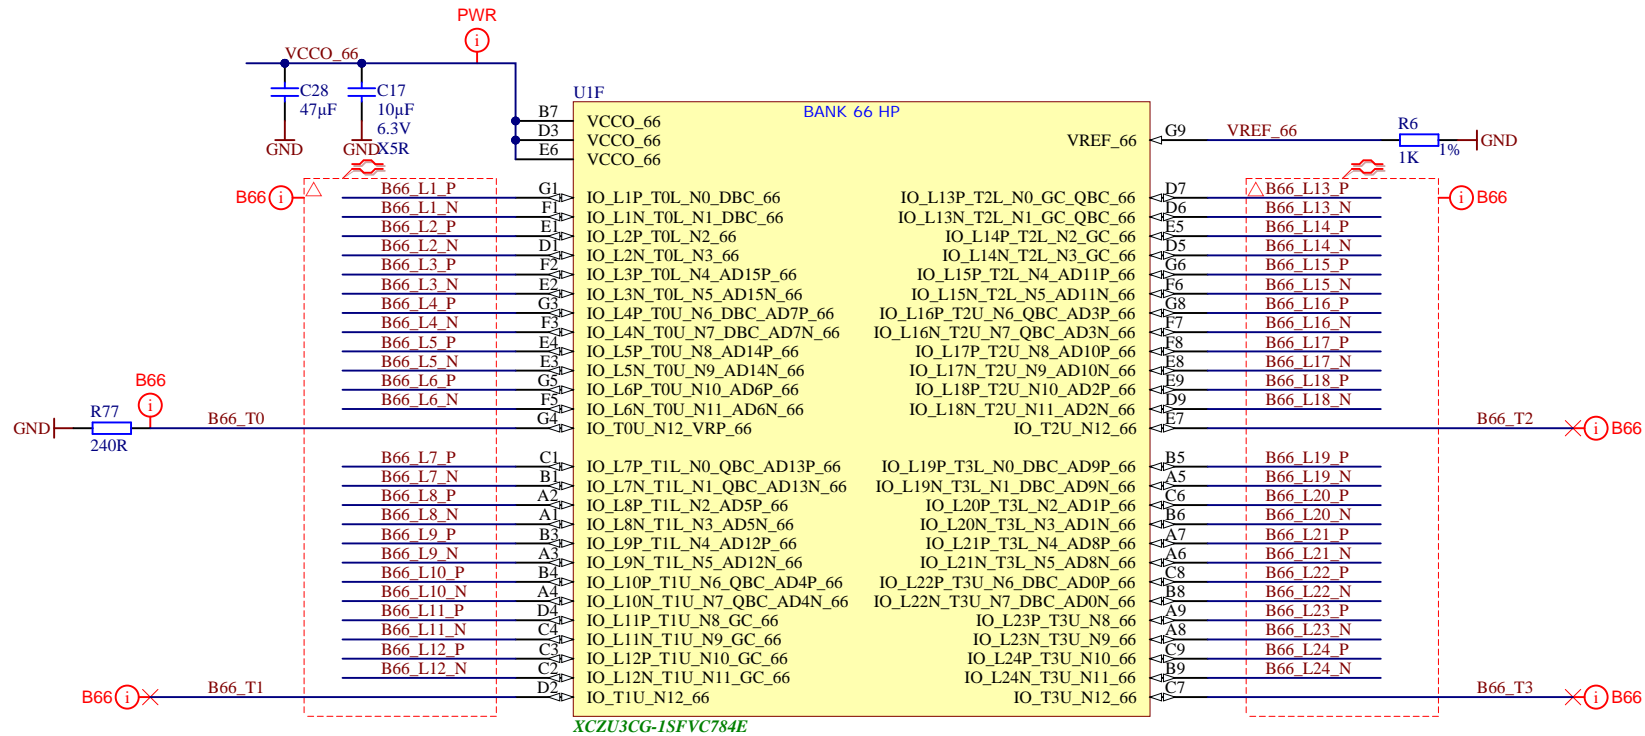 PWR
i
VCCO_66
C28
47µF
GND
C17
10µF
6.3V
X5R
GND
U1F
BANK 66 HP
B7 VCCO_66
D3 VCCO_66
E6 VCCO_66
VREF_66 G9 VREF_66 R6 1K 1% GND
B66 i
i B66
B66_L1_P G1 IO_L1P_T0L_N0_DBC_66 IO_L13P_T2L_N0_GC_QBC_66 D7 B66_L13_P
B66_L1_N F1 IO_L1N_T0L_N1_DBC_66 IO_L13N_T2L_N1_GC_QBC_66 D6 B66_L13_N
B66_L2_P E1 IO_L2P_T0L_N2_66 IO_L14P_T2L_N2_GC_66 E5 B66_L14_P
B66_L2_N D1 IO_L2N_T0L_N3_66 IO_L14N_T2L_N3_GC_66 D5 B66_L14_N
B66_L3_P F2 IO_L3P_T0L_N4_AD15P_66 IO_L15P_T2L_N4_AD11P_66 G6 B66_L15_P
B66_L3_N E2 IO_L3N_T0L_N5_AD15N_66 IO_L15N_T2L_N5_AD11N_66 F6 B66_L15_N
B66_L4_P G3 IO_L4P_T0U_N6_DBC_AD7P_66 IO_L16P_T2U_N6_QBC_AD3P_66 G8 B66_L16_P
B66_L4_N F3 IO_L4N_T0U_N7_DBC_AD7N_66 IO_L16N_T2U_N7_QBC_AD3N_66 F7 B66_L16_N
B66_L5_P E4 IO_L5P_T0U_N8_AD14P_66 IO_L17P_T2U_N8_AD10P_66 F8 B66_L17_P
B66_L5_N E3 IO_L5N_T0U_N9_AD14N_66 IO_L17N_T2U_N9_AD10N_66 E8 B66_L17_N
B66_L6_P G5 IO_L6P_T0U_N10_AD6P_66 IO_L18P_T2U_N10_AD2P_66 E9 B66_L18_P
B66_L6_N F5 IO_L6N_T0U_N11_AD6N_66 IO_L18N_T2U_N11_AD2N_66 D9 B66_L18_N
B66 i
GND R77 240R B66_T0 G4 IO_T0U_N12_VRP_66 IO_T2U_N12_66 E7 B66_T2 i B66
B66_L7_P C1 IO_L7P_T1L_N0_QBC_AD13P_66 IO_L19P_T3L_N0_DBC_AD9P_66 B5 B66_L19_P
B66_L7_N B1 IO_L7N_T1L_N1_QBC_AD13N_66 IO_L19N_T3L_N1_DBC_AD9N_66 A5 B66_L19_N
B66_L8_P A2 IO_L8P_T1L_N2_AD5P_66 IO_L20P_T3L_N2_AD1P_66 C6 B66_L20_P
B66_L8_N A1 IO_L8N_T1L_N3_AD5N_66 IO_L20N_T3L_N3_AD1N_66 B6 B66_L20_N
B66_L9_P B3 IO_L9P_T1L_N4_AD12P_66 IO_L21P_T3L_N4_AD8P_66 A7 B66_L21_P
B66_L9_N A3 IO_L9N_T1L_N5_AD12N_66 IO_L21N_T3L_N5_AD8N_66 A6 B66_L21_N
B66_L10_P B4 IO_L10P_T1U_N6_QBC_AD4P_66 IO_L22P_T3U_N6_DBC_AD0P_66 C8 B66_L22_P
B66_L10_N A4 IO_L10N_T1U_N7_QBC_AD4N_66 IO_L22N_T3U_N7_DBC_AD0N_66 B8 B66_L22_N
B66_L11_P D4 IO_L11P_T1U_N8_GC_66 IO_L23P_T3U_N8_66 A9 B66_L23_P
B66_L11_N C4 IO_L11N_T1U_N9_GC_66 IO_L23N_T3U_N9_66 A8 B66_L23_N
B66_L12_P C3 IO_L12P_T1U_N10_GC_66 IO_L24P_T3U_N10_66 C9 B66_L24_P
B66_L12_N C2 IO_L12N_T1U_N11_GC_66 IO_L24N_T3U_N11_66 B9 B66_L24_N
B66 i B66_T1 D2 IO_T1U_N12_66 IO_T3U_N12_66 C7 B66_T3 i B66
XCZU3CG-1SFVC784E